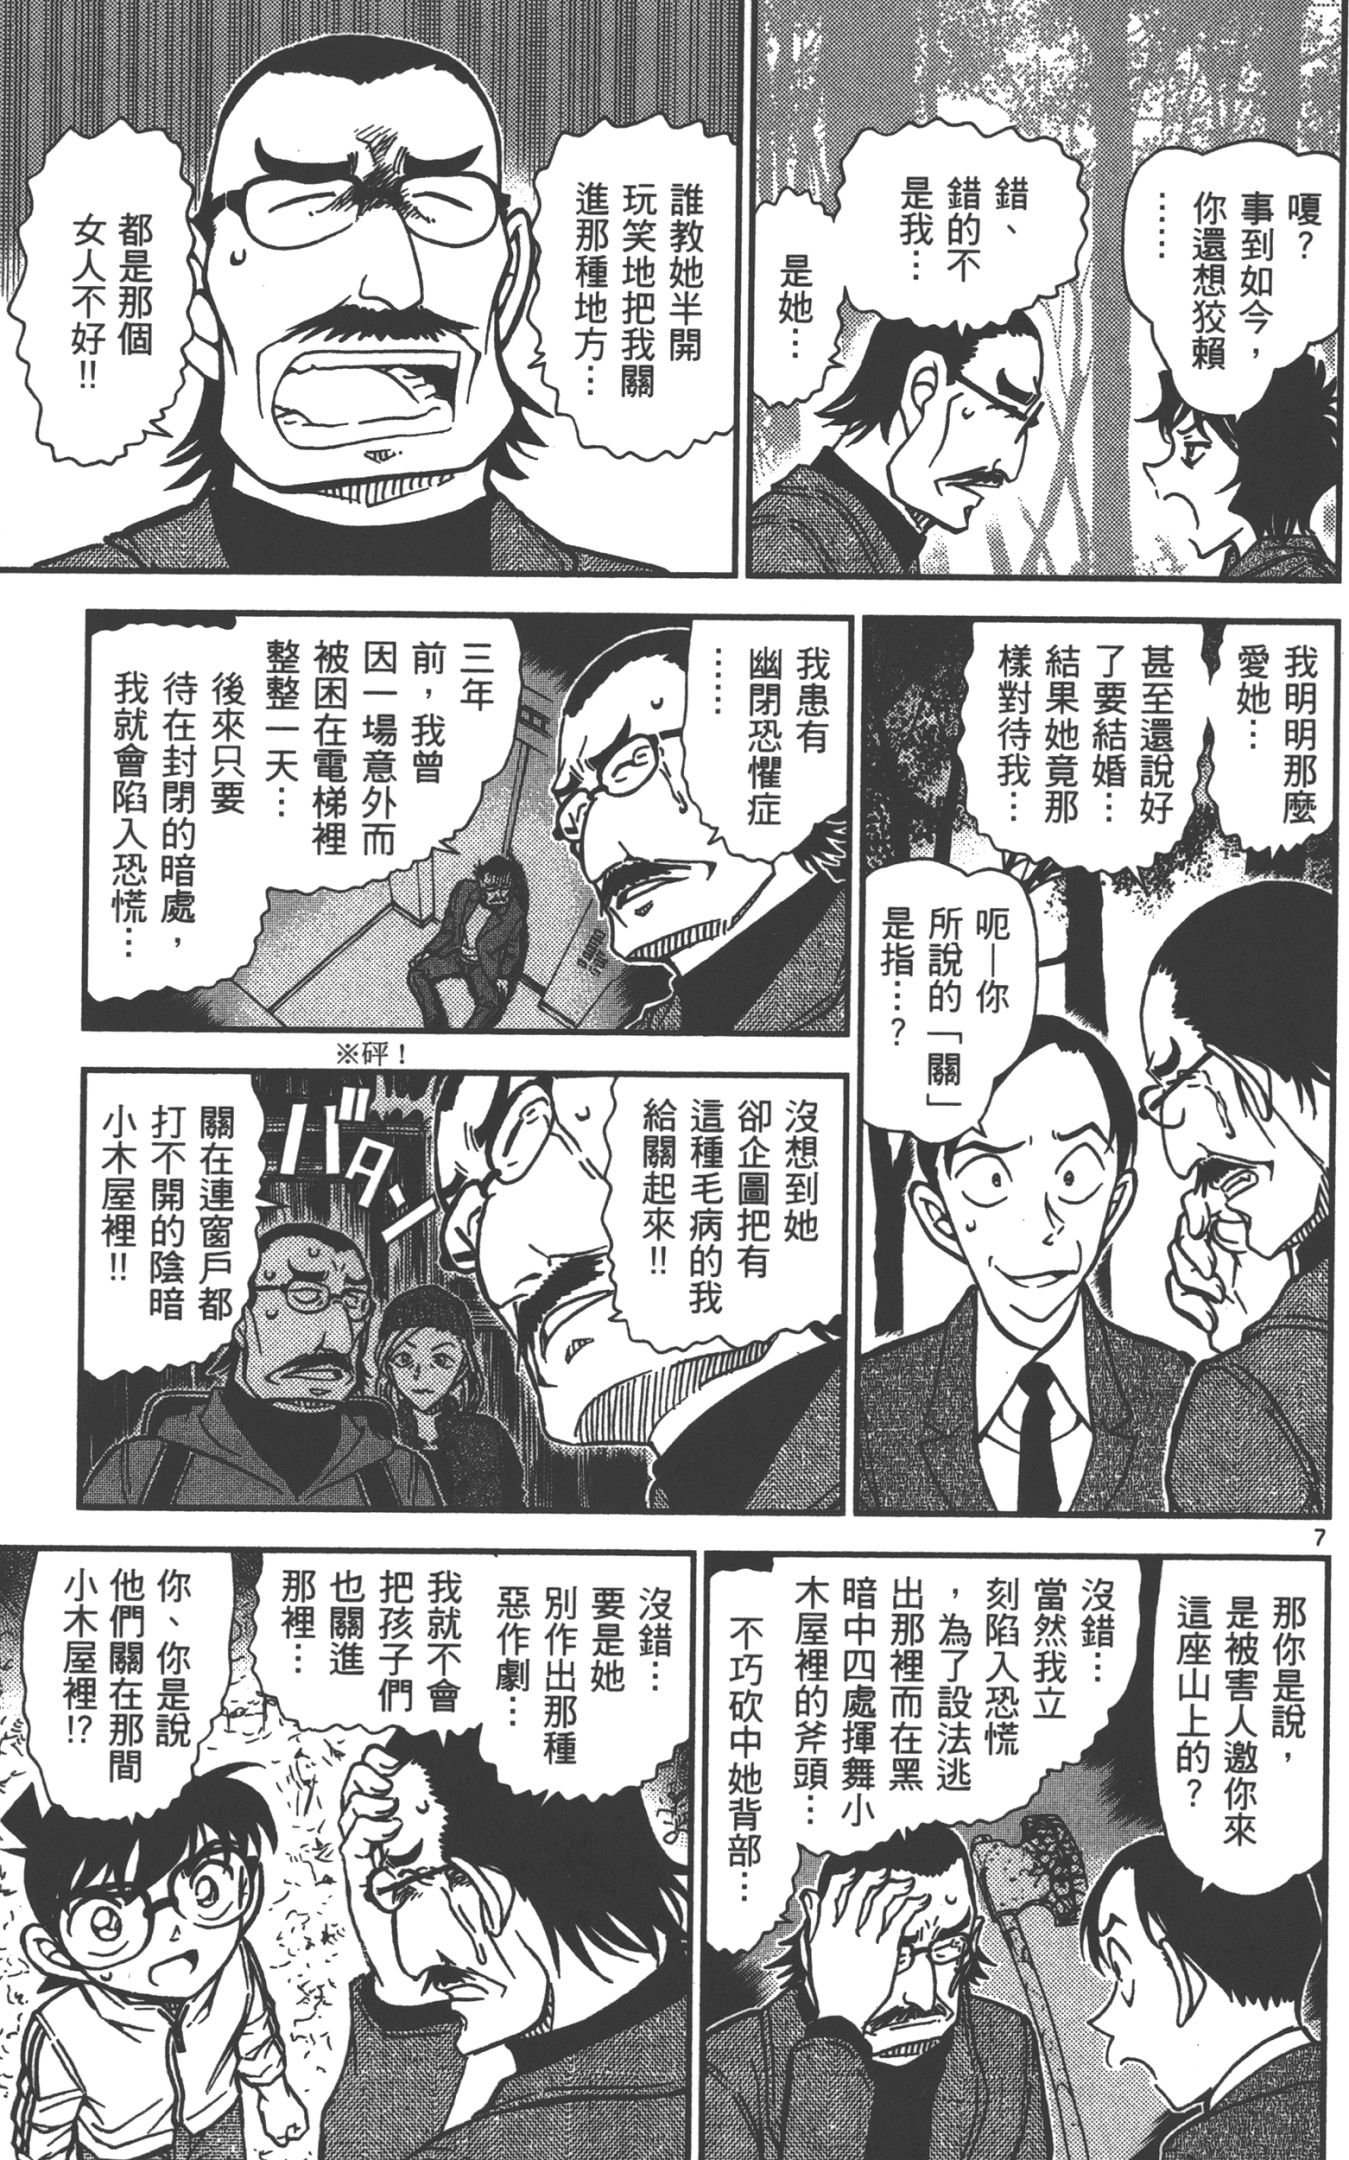 嗄？
事到如今，
你還想狡賴
……
錯、
錯的不
是我…
是她…
誰教她半開
玩笑地把我關
進那種地方…
都是那個
女人不好!!
我明明那麼
愛她…
甚至還說好
了要結婚…
結果她竟那
樣對待我…
呃—你
所說的「關」
是指…？
我患有
幽閉恐懼症
……
三年
前，我曾
因一場意外而
被困在電梯裡
整整一天…
後來只要
待在封閉的暗處，
我就會陷入恐慌…
※砰！
沒想到她
卻企圖把有
這種毛病的我
給關起來!!
バタン
關在連窗戶都
打不開的陰暗
小木屋裡!!
7
那你是說，
是被害人邀你來
這座山上的？
沒錯…
當然我立
刻陷入恐慌
，為了設法逃
出那裡而在黑
暗中四處揮舞小
木屋裡的斧頭…
不巧砍中她背部…
沒錯…
要是她
別作出那種
惡作劇…
我就不會
把孩子們
也關進
那裡…
你、你是說
他們關在那間
小木屋裡!?